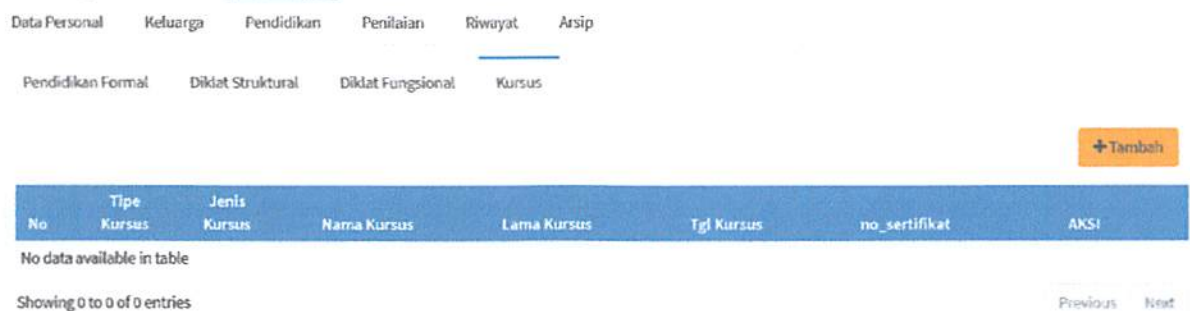 Data Personal Keluarga Pendidikan Penilaian Riwayat Arsip
Pendidikan Formal Diklat Struktural Diklat Fungsional Kursus
+Tambah
No Tipe Kursus Jenis Kursus Nama Kursus Lama Kursus Tgl Kursus no_sertifikat AKSI
No data available in table
Showing 0 to 0 of 0 entries
Previous Next